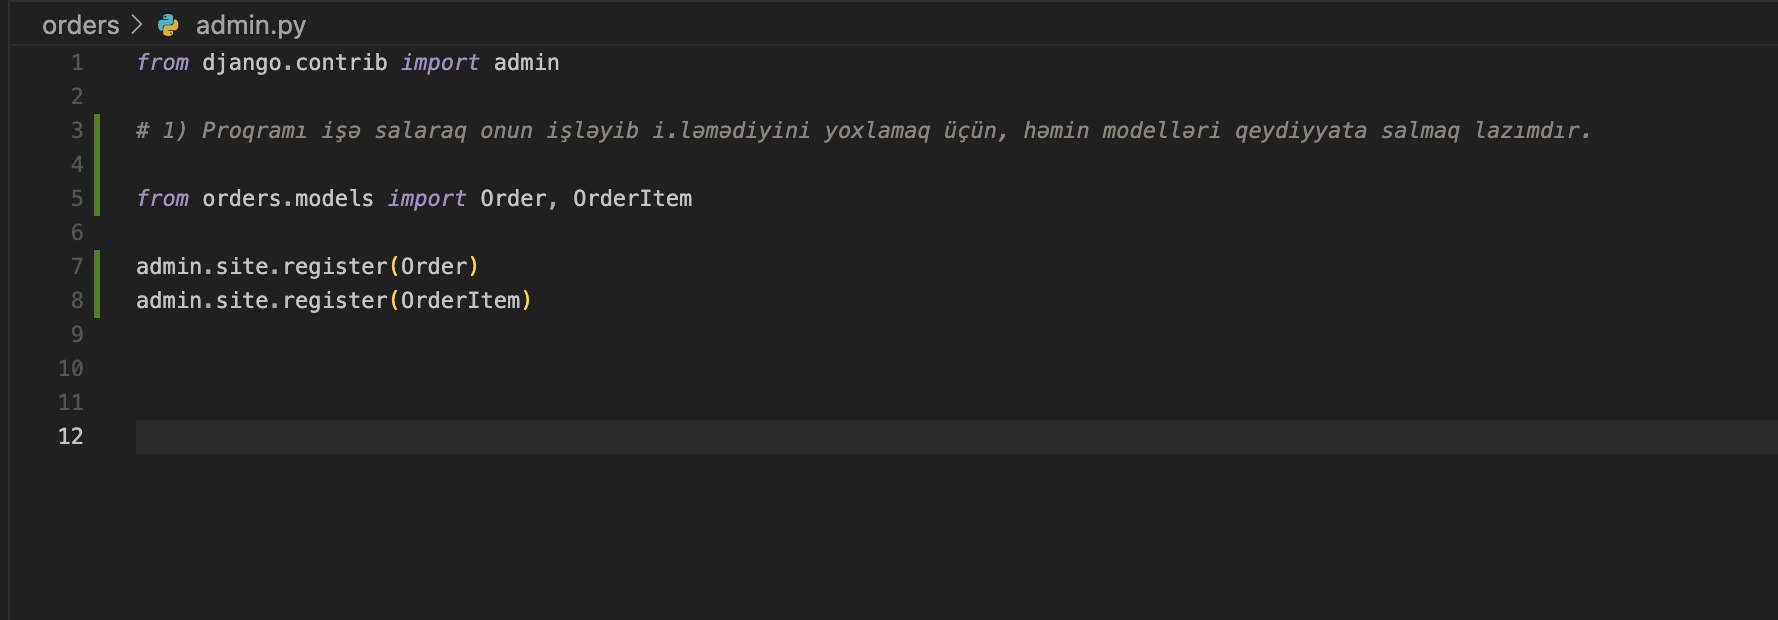 orders > admin.py
1 from django.contrib import admin
2
3 # 1) Proqramı işə salaraq onun işləyib i.ləmədiyini yoxlamaq üçün, həmin modelləri qeydiyyata salmaq lazımdır.
4
5 from orders.models import Order, OrderItem
6
7 admin.site.register(Order)
8 admin.site.register(OrderItem)
9
10
11
12